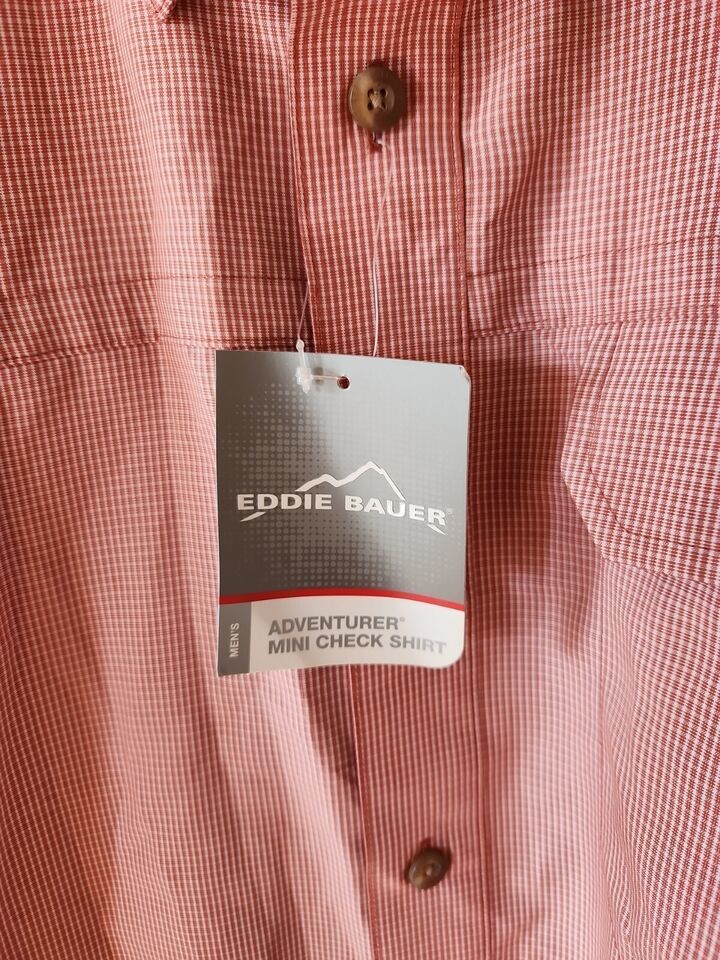 EDDIE BAUER®
MEN'S
ADVENTURER®
MINI CHECK SHIRT